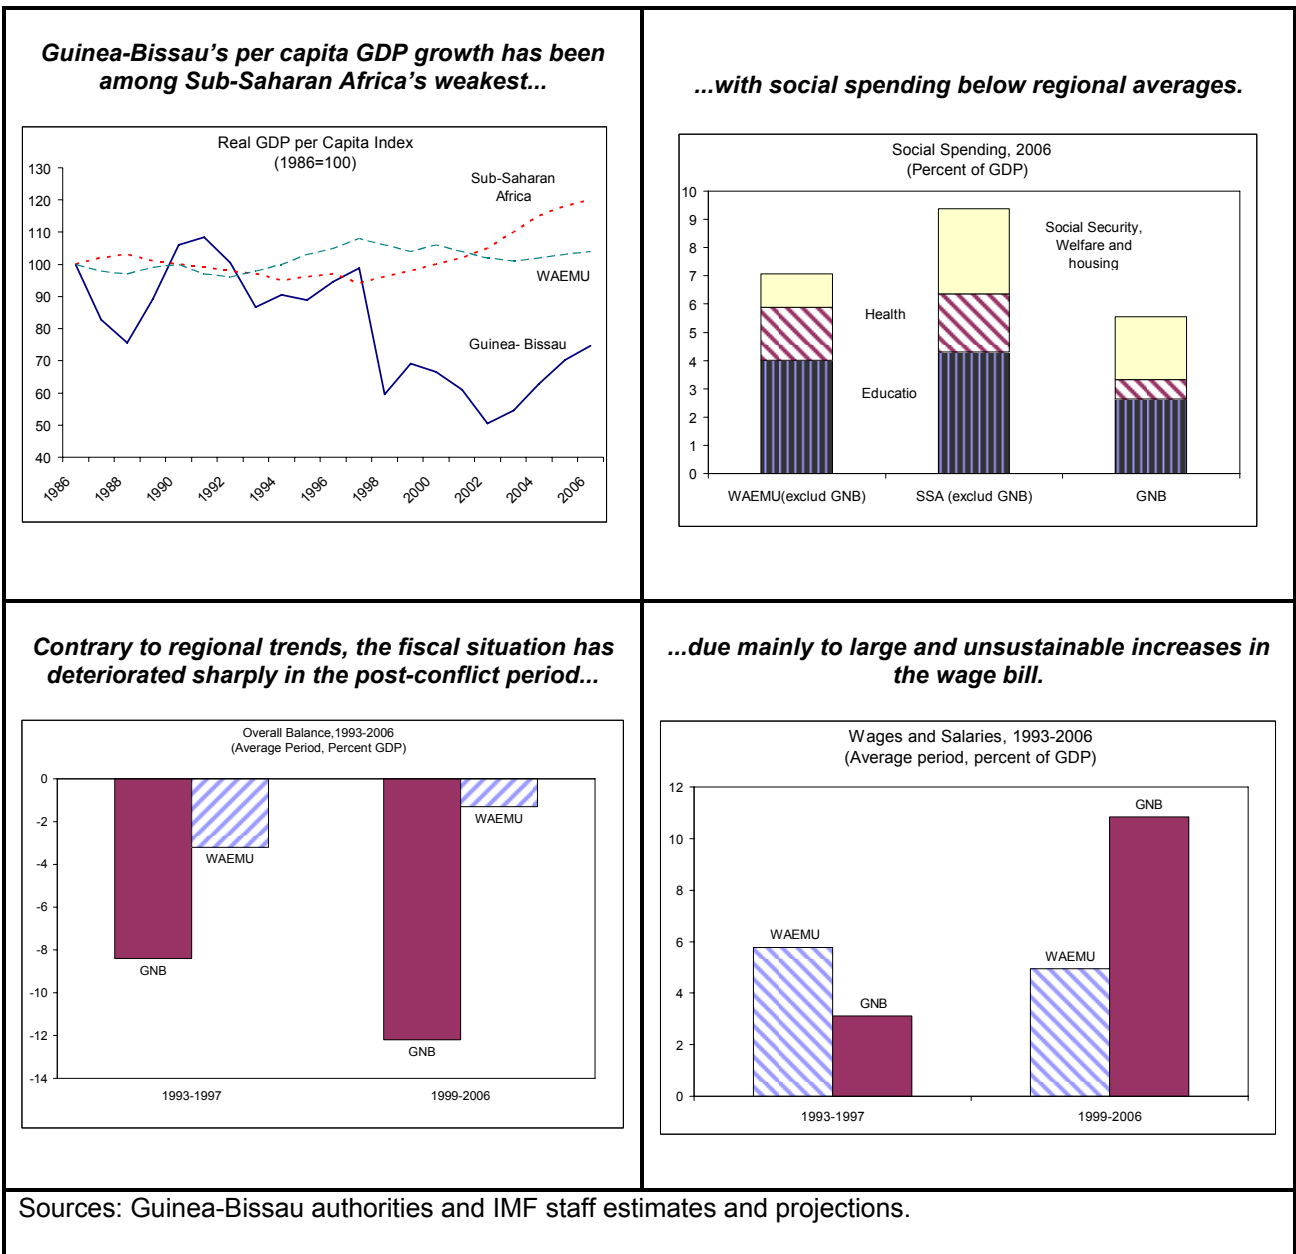 Guinea-Bissau's per capita GDP growth has been
among Sub-Saharan Africa's weakest...
Real GDP per Capita Index
(1986=100)
130
120
110
100
90
80
70
60
50
40
Sub-Saharan
Africa
WAEMU
Guinea- Bissau
1986
1988
1990
1992
1994
1996
1998
2000
2002
2004
2006
...with social spending below regional averages.
Social Spending, 2006
(Percent of GDP)
10
9
8
7
6
5
4
3
2
1
0
Social Security,
Welfare and
housing
Health
Educatio
WAEMU(exclud GNB)
SSA (exclud GNB)
GNB
Contrary to regional trends, the fiscal situation has
deteriorated sharply in the post-conflict period...
Overall Balance,1993-2006
(Average Period, Percent GDP)
0
-2
-4
-6
-8
-10
-12
-14
WAEMU
GNB
WAEMU
GNB
1993-1997
1999-2006
...due mainly to large and unsustainable increases in
the wage bill.
Wages and Salaries, 1993-2006
(Average period, percent of GDP)
12
10
8
6
4
2
0
WAEMU
GNB
WAEMU
GNB
1993-1997
1999-2006
Sources: Guinea-Bissau authorities and IMF staff estimates and projections.